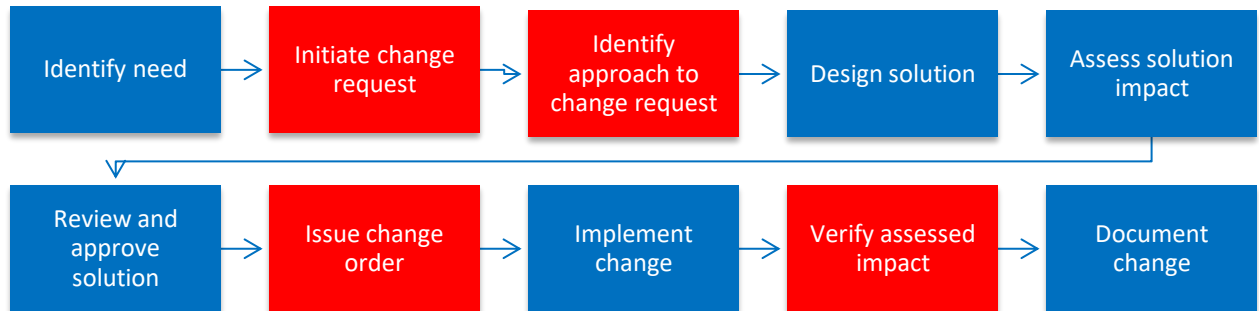 Identify need
Initiate change
request
Identify
approach to
change request
Design solution
Assess solution
impact
Review and
approve
solution
Issue change
order
Implement
change
Verify assessed
impact
Document
change